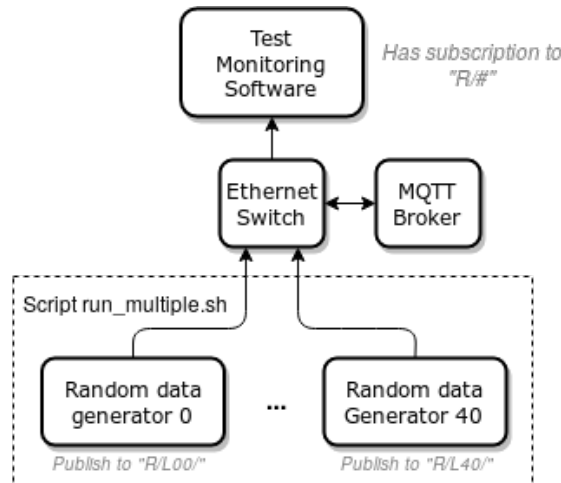 Test
Monitoring
Software
Has subscription to
"R/#"
Ethernet
Switch
MQTT
Broker
Script run_multiple.sh
Random data
generator 0
...
Random data
Generator 40
Publish to "R/L00/"
Publish to "R/L40/"